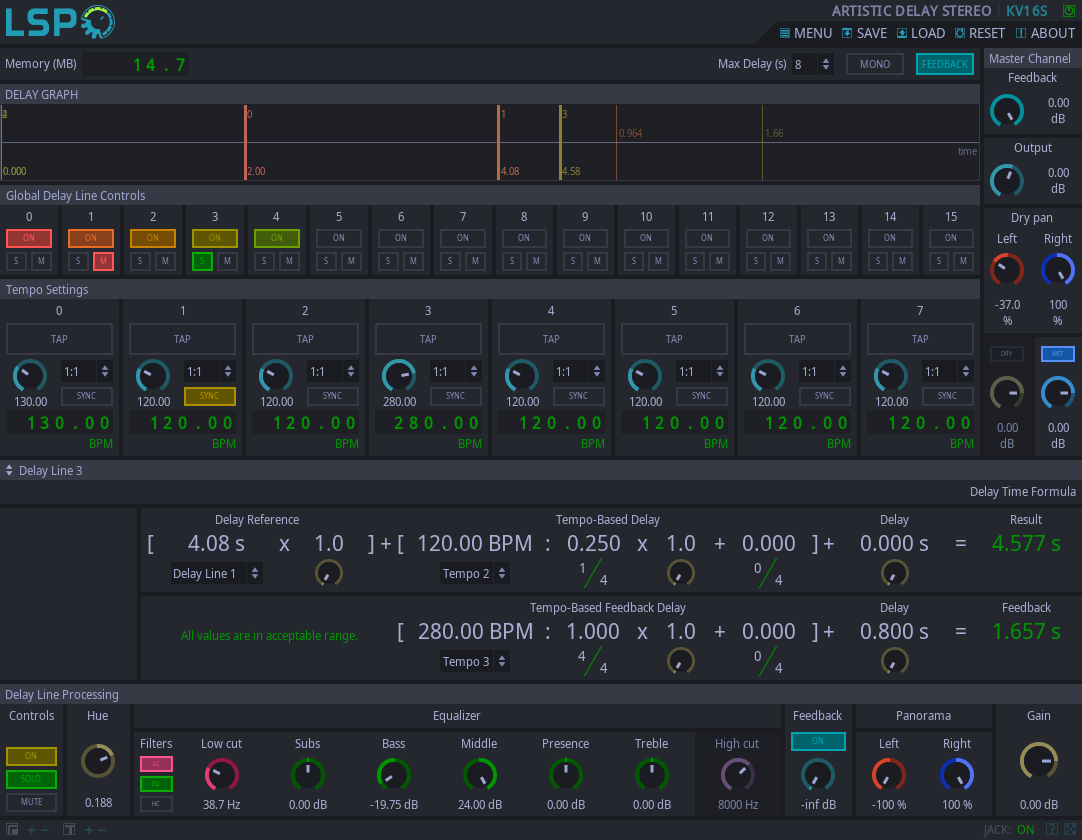 LSP
ARTISTIC DELAY STEREO KV16S
MENU SAVE LOAD RESET ABOUT
Memory (MB) 14.7 Max Delay (s) 8 MONO FEEDBACK
Master Channel
Feedback
0.00
dB
Output
0.00
dB
Dry pan
Left Right
-37.0 100
% %
DRY WET
0.00 0.00
dB dB
DELAY GRAPH
0 1 3
0.964 1.66
time
0.000 2.00 4.08 4.58
Global Delay Line Controls
0 1 2 3 4 5 6 7 8 9 10 11 12 13 14 15
ON ON ON ON ON ON ON ON ON ON ON ON ON ON ON ON
S M S M S M S M S M S M S M S M S M S M S M S M S M S M S M S M
Tempo Settings
0 1 2 3 4 5 6 7
TAP TAP TAP TAP TAP TAP TAP TAP
1:1 1:1 1:1 1:1 1:1 1:1 1:1 1:1
SYNC SYNC SYNC SYNC SYNC SYNC SYNC SYNC
130.00 120.00 120.00 280.00 120.00 120.00 120.00 120.00
130.00 120.00 120.00 280.00 120.00 120.00 120.00 120.00
BPM BPM BPM BPM BPM BPM BPM BPM
Delay Line 3
Delay Time Formula
Delay Reference Tempo-Based Delay Delay Result
[ 4.08 s x 1.0 ] + [ 120.00 BPM : 0.250 x 1.0 + 0.000 ] + 0.000 s = 4.577 s
Delay Line 1 Tempo 2 1/4 0/4
Tempo-Based Feedback Delay Delay Feedback
All values are in acceptable range. [ 280.00 BPM : 1.000 x 1.0 + 0.000 ] + 0.800 s = 1.657 s
Tempo 3 4/4 0/4
Delay Line Processing
Controls Hue Equalizer Feedback Panorama Gain
ON
SOLO
MUTE
0.188
Filters Low cut Subs Bass Middle Presence Treble High cut ON Left Right
LC
EQ
HC
38.7 Hz 0.00 dB -19.75 dB 24.00 dB 0.00 dB 0.00 dB 8000 Hz -inf dB -100 % 100 % 0.00 dB
+ - + - JACK: ON